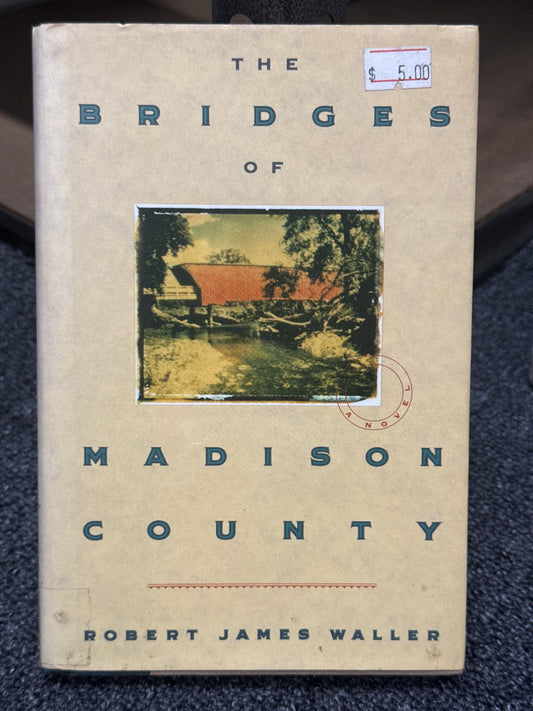 THE
$ 5.00
BRIDGES
OF
A NOVEL
MADISON
COUNTY
ROBERT JAMES WALLER